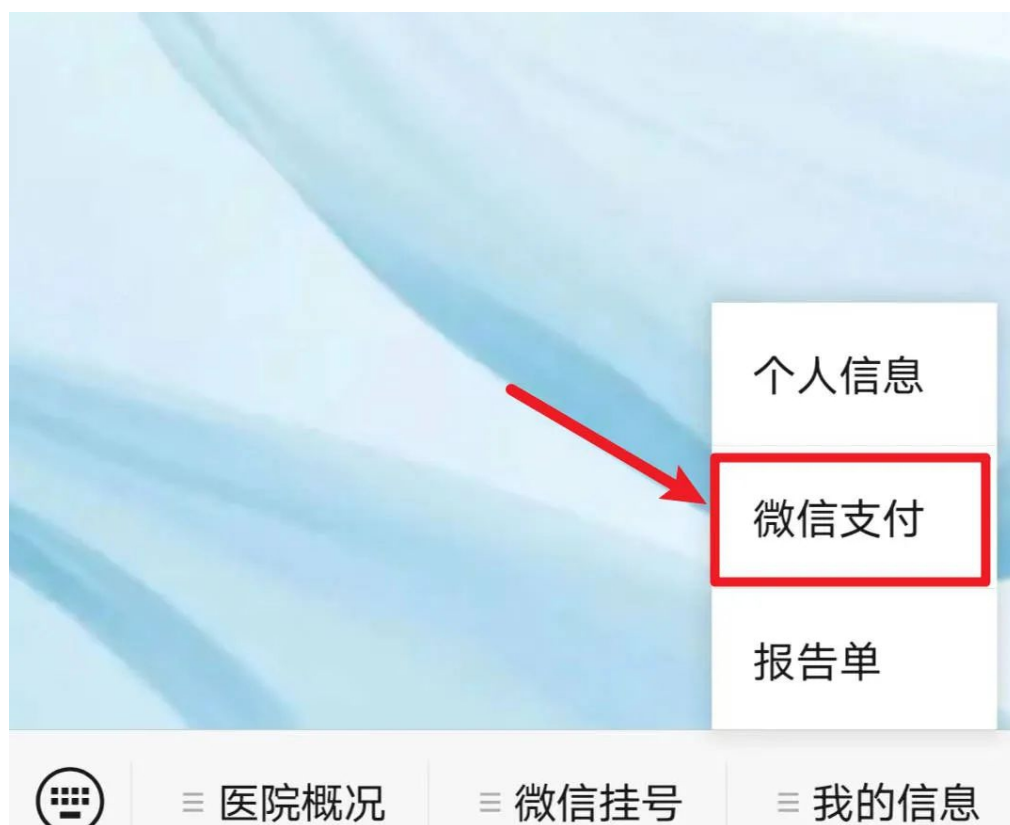 个人信息
微信支付
报告单
医院概况
微信挂号
我的信息